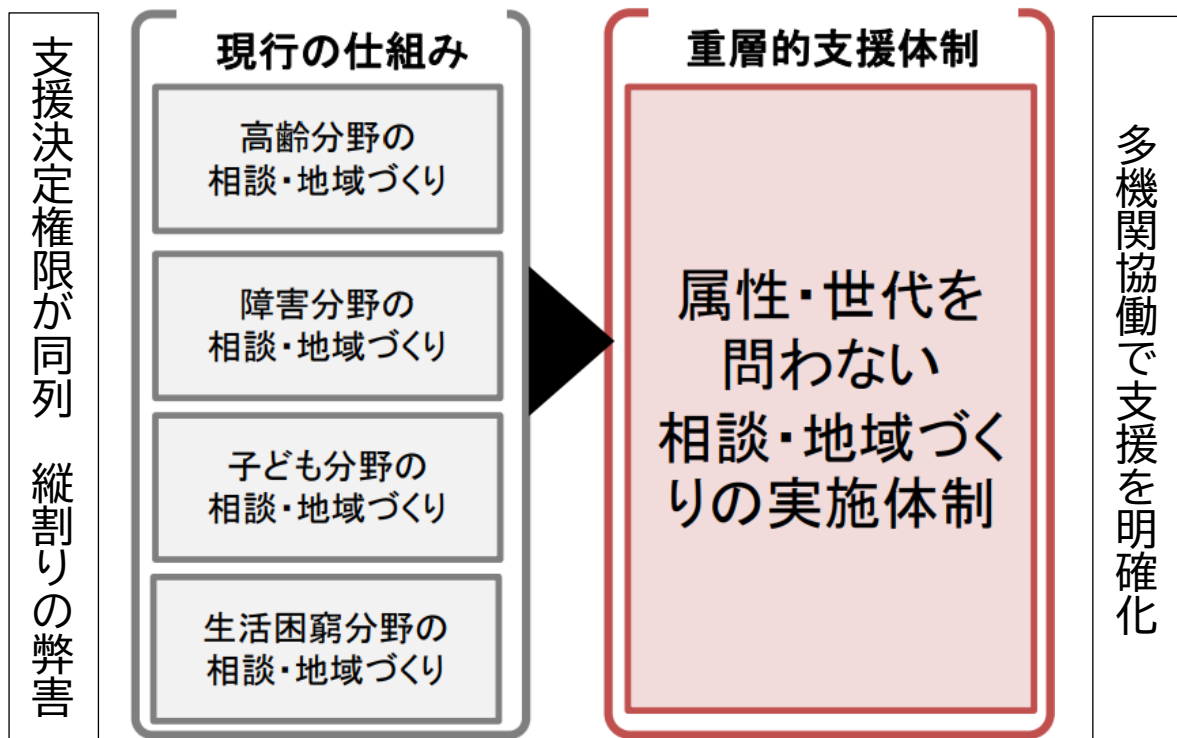 支援決定権限が同列　縦割りの弊害
現行の仕組み
高齢分野の
相談・地域づくり
障害分野の
相談・地域づくり
子ども分野の
相談・地域づくり
生活困窮分野の
相談・地域づくり
重層的支援体制
属性・世代を
問わない
相談・地域づく
りの実施体制
多機関協働で支援を明確化